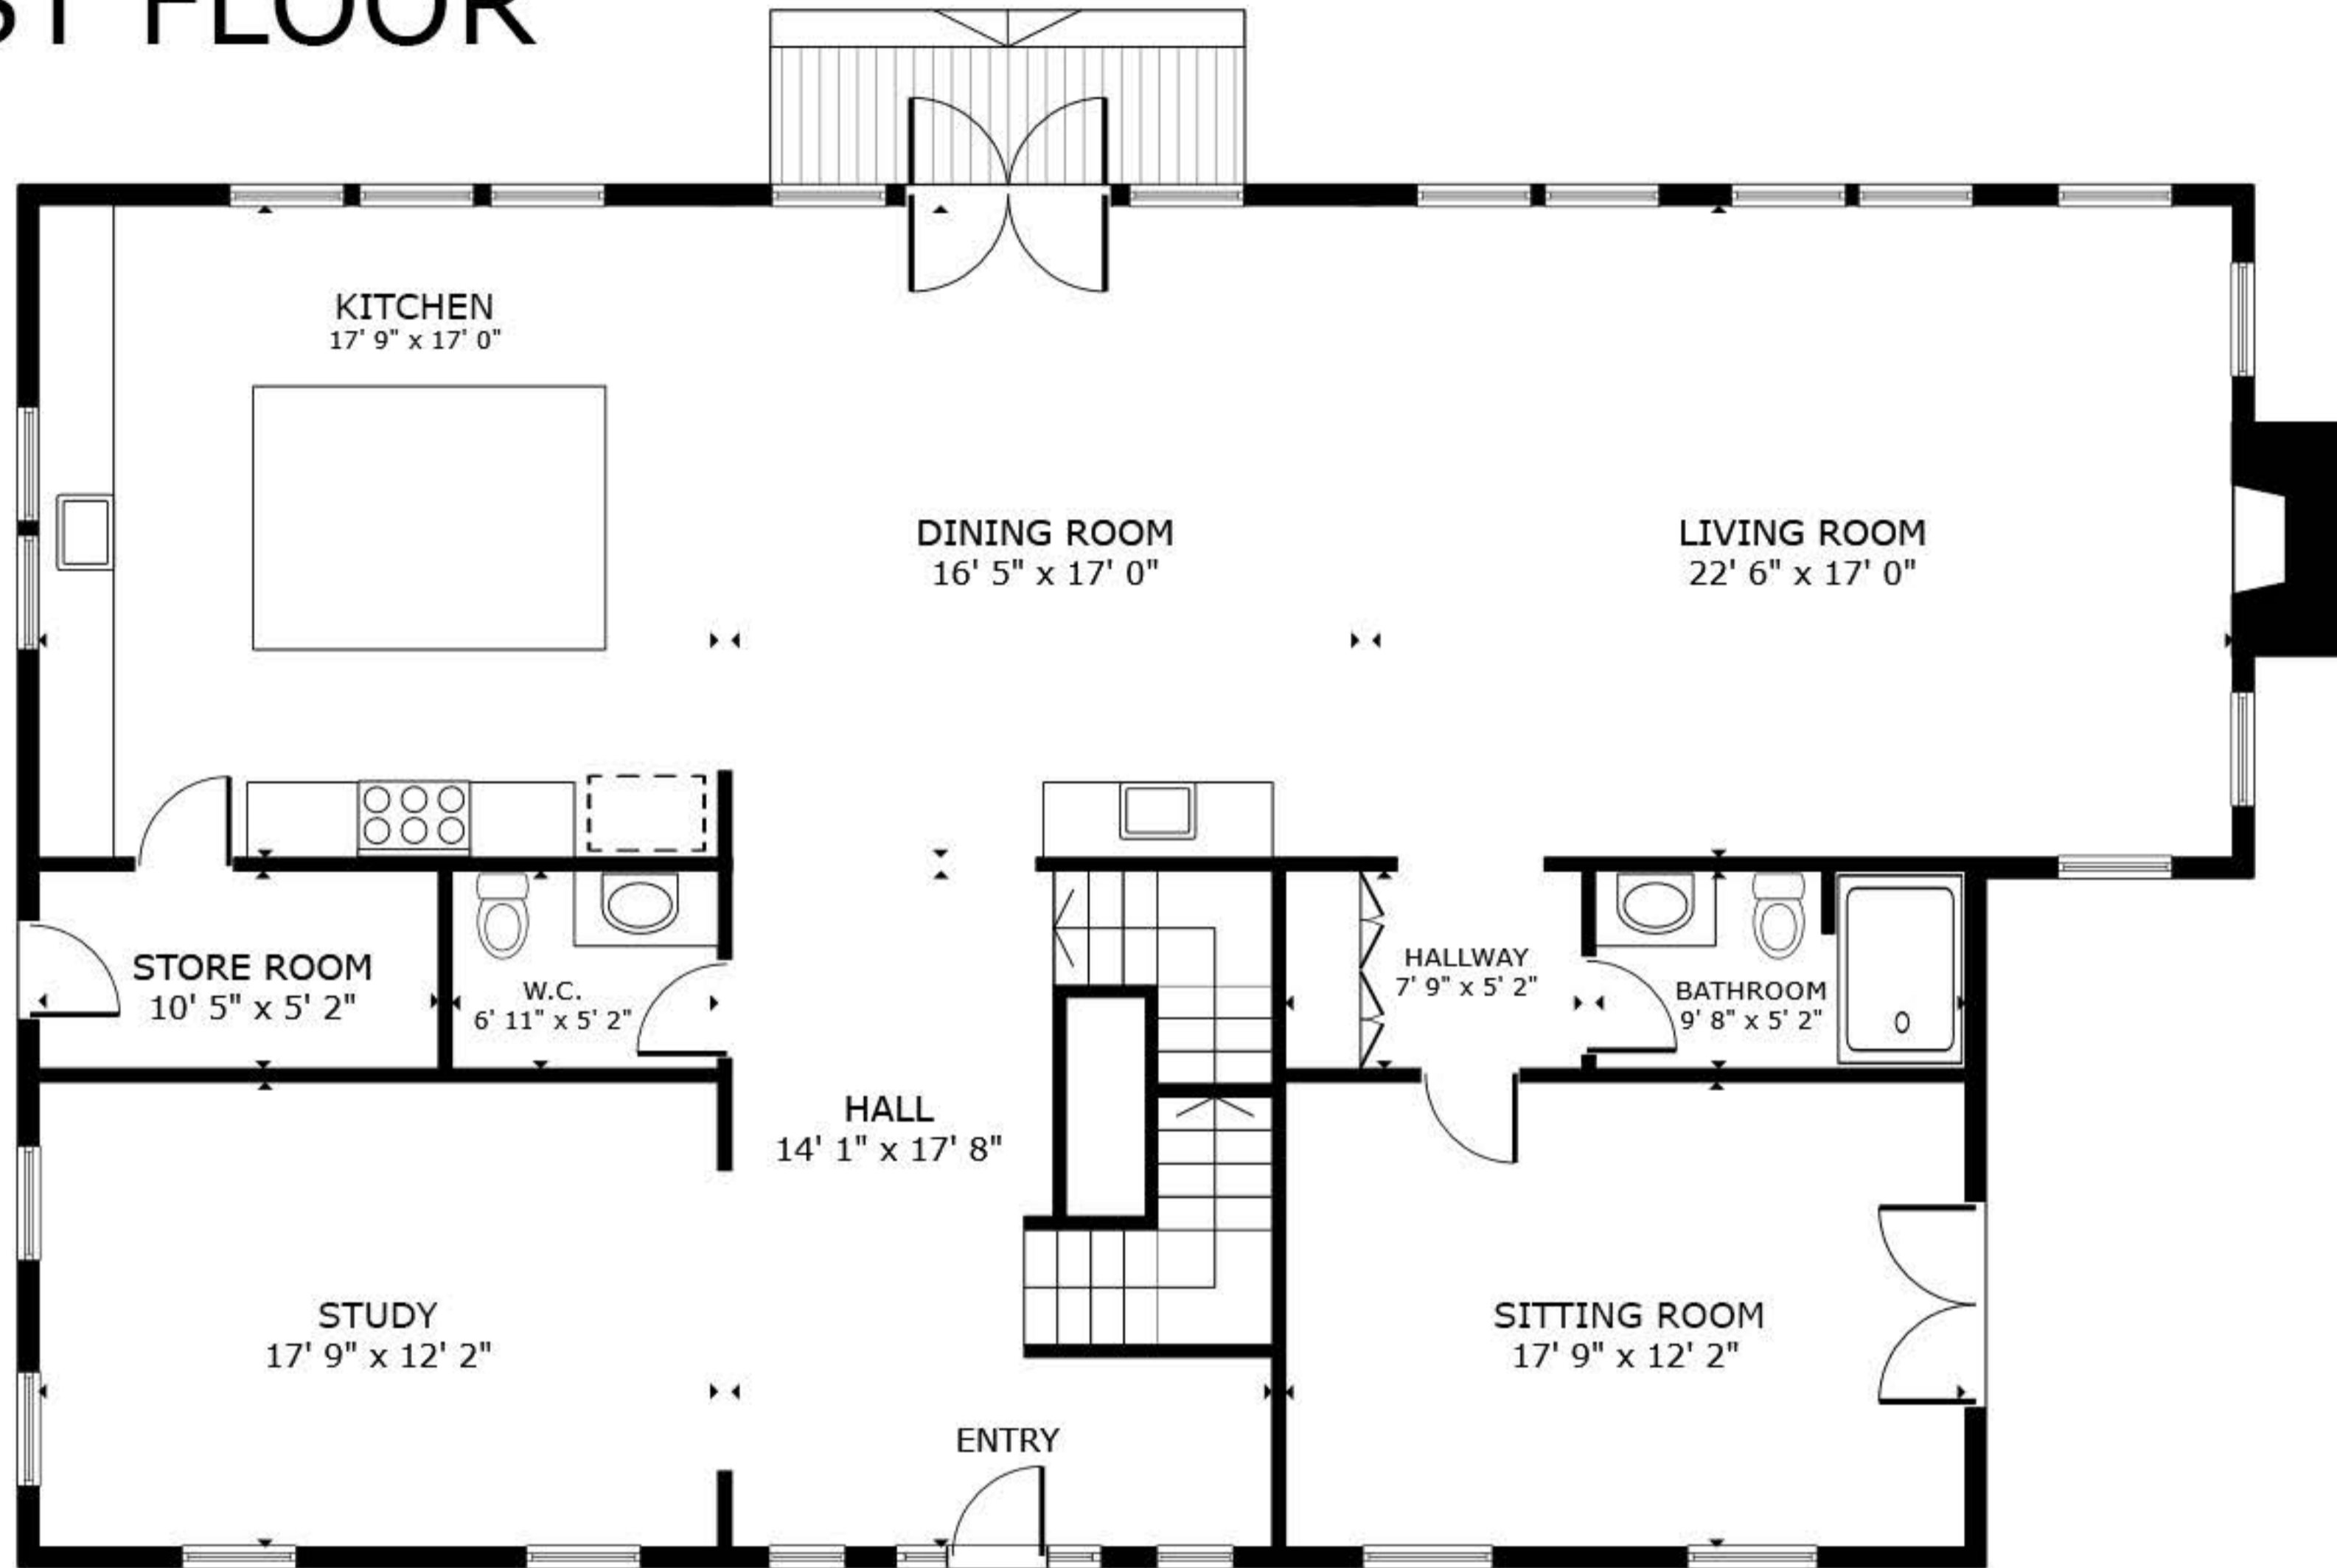 FLOOR
KITCHEN
17' 9" x 17' 0"
DINING ROOM
16' 5" x 17' 0"
LIVING ROOM
22' 6" x 17' 0"
STORE ROOM
10' 5" x 5' 2"
W.C.
6' 11" x 5' 2"
HALLWAY
7' 9" x 5' 2"
BATHROOM
9' 8" x 5' 2"
HALL
14' 1" x 17' 8"
STUDY
17' 9" x 12' 2"
SITTING ROOM
17' 9" x 12' 2"
ENTRY